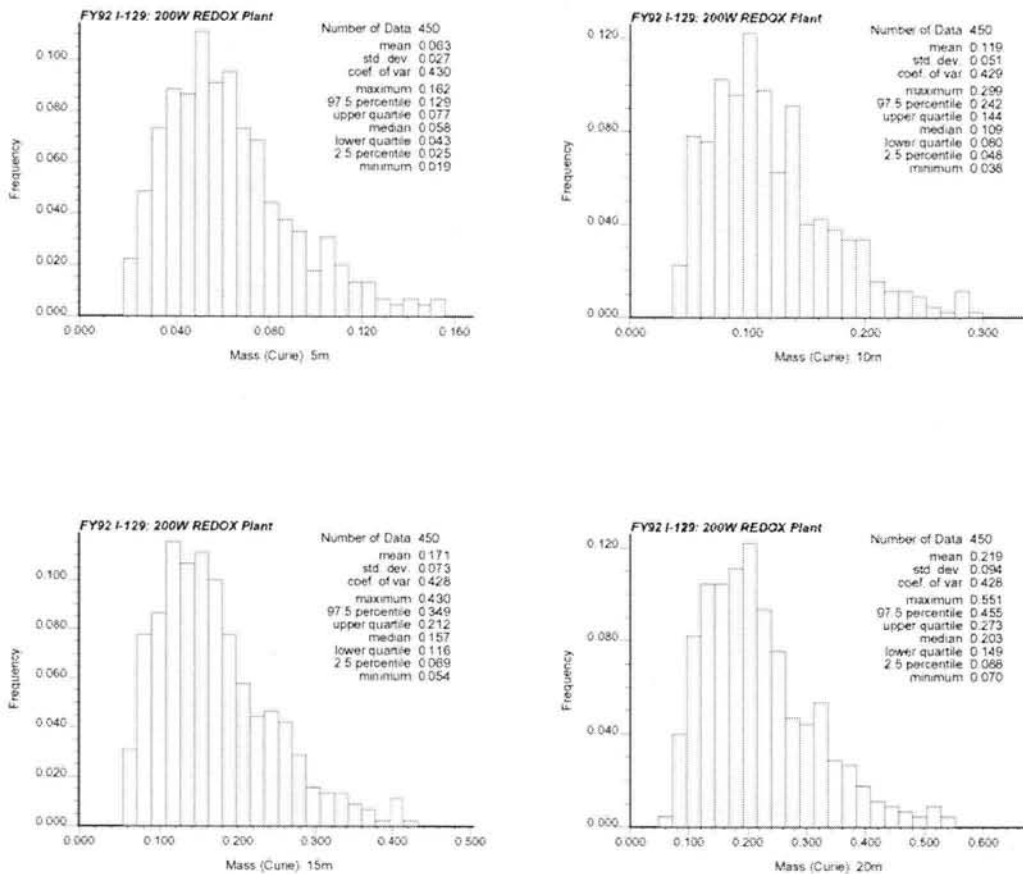 FY92 I-129: 200W REDOX Plant
Number of Data 450
mean 0.063
std. dev. 0.027
coef. of var 0.430
maximum 0.162
97.5 percentile 0.129
upper quartile 0.077
median 0.058
lower quartile 0.043
2.5 percentile 0.025
minimum 0.019
Frequency
0.100
0.080
0.060
0.040
0.020
0.000
0.000 0.040 0.080 0.120 0.160
Mass (Curie) 5m
FY92 I-129: 200W REDOX Plant
Number of Data 450
mean 0.119
std. dev. 0.051
coef. of var 0.429
maximum 0.299
97.5 percentile 0.242
upper quartile 0.144
median 0.109
lower quartile 0.080
2.5 percentile 0.048
minimum 0.036
Frequency
0.120
0.080
0.040
0.000
0.000 0.100 0.200 0.300
Mass (Curie) 10m
FY92 I-129: 200W REDOX Plant
Number of Data 450
mean 0.171
std. dev. 0.073
coef. of var 0.428
maximum 0.430
97.5 percentile 0.349
upper quartile 0.212
median 0.157
lower quartile 0.116
2.5 percentile 0.069
minimum 0.054
Frequency
0.100
0.080
0.060
0.040
0.020
0.000
0.000 0.100 0.200 0.300 0.400 0.500
Mass (Curie) 15m
FY92 I-129: 200W REDOX Plant
Number of Data 450
mean 0.219
std. dev. 0.094
coef. of var 0.428
maximum 0.551
97.5 percentile 0.455
upper quartile 0.273
median 0.203
lower quartile 0.149
2.5 percentile 0.088
minimum 0.070
Frequency
0.120
0.080
0.040
0.000
0.000 0.100 0.200 0.300 0.400 0.500 0.600
Mass (Curie) 20m